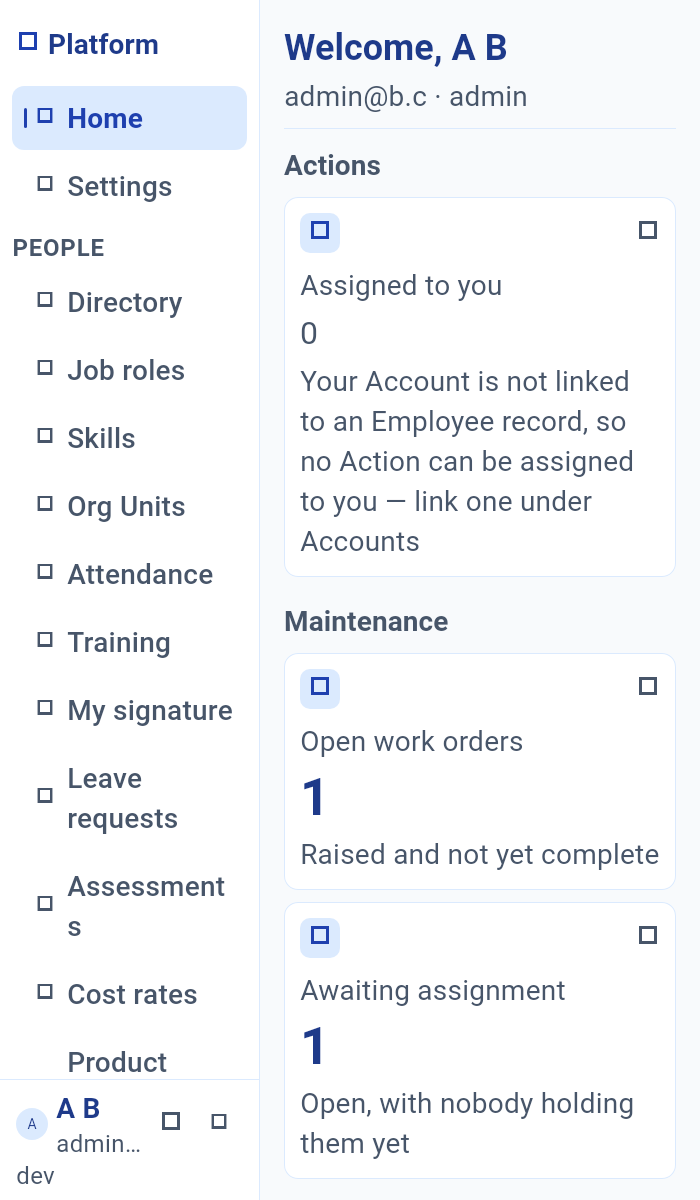 Platform
Home
Settings
PEOPLE
Directory
Job roles
Skills
Org Units
Attendance
Training
My signature
Leave
requests
Assessment
s
Cost rates
Product
A
A B
admin…
dev
Welcome, A B
admin@b.c · admin
Actions
Assigned to you
0
Your Account is not linked
to an Employee record, so
no Action can be assigned
to you — link one under
Accounts
Maintenance
Open work orders
1
Raised and not yet complete
Awaiting assignment
1
Open, with nobody holding
them yet